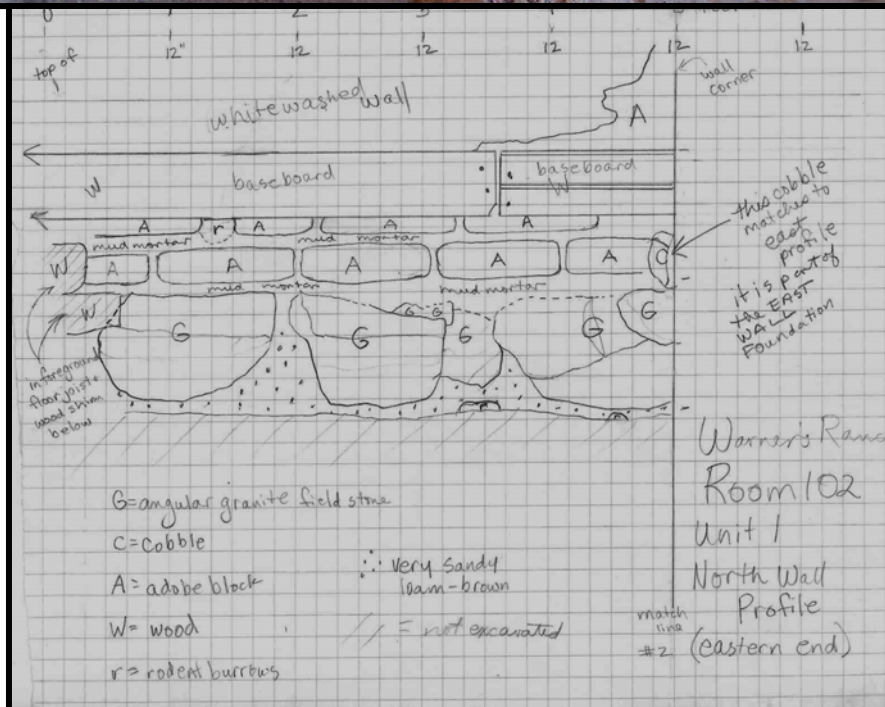 0 1 2 3
12" 12 12 12 12 12
top of
whitewashed wall
wall
corner
A
W baseboard baseboard
W
this cobble
matches to
east
profile
it is part of
the EAST
WALL
Foundation
A r A A A
mud mortar mud mortar
W A A A A A C
mud mortar mud mortar
W G G G G G G G
in foreground
floor joist +
wood shim
below
Warner's
Room 102
Unit 1
North Wall
Profile
(eastern end)
match
line
#2
G=angular granite field stone
C=Cobble
A=adobe block
W=wood
r=rodent burrows
very sandy
loam-brown
// = not excavated